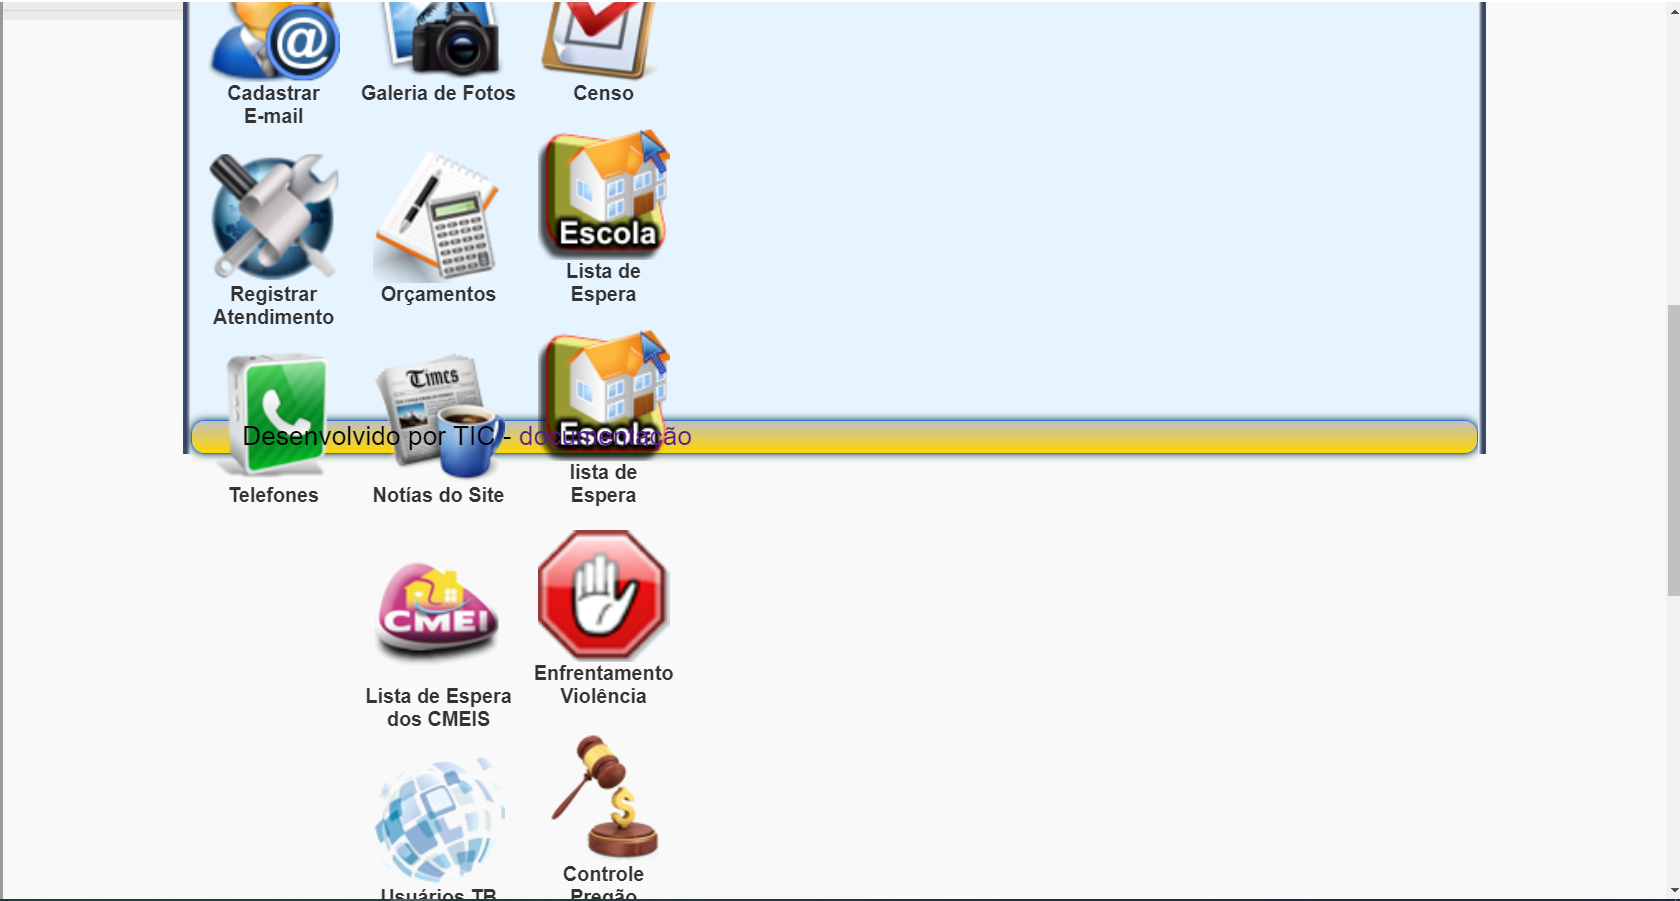 Cadastrar
E-mail
Galeria de Fotos
Censo
Registrar
Atendimento
Orçamentos
Escola
Lista de
Espera
Times
Escola
Desenvolvido por TIC - documentação
Telefones
Notías do Site
lista de
Espera
CMEI
Lista de Espera
dos CMEIS
Enfrentamento
Violência
Usuários TB
Controle
Pregão